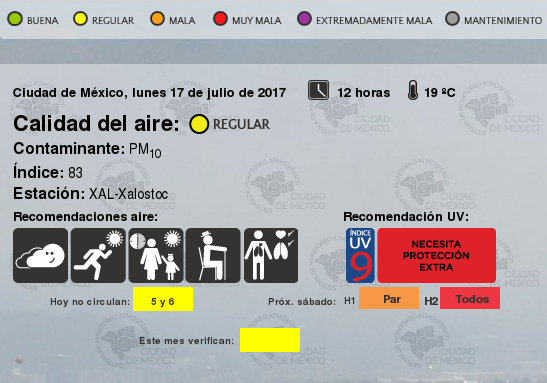 BUENA REGULAR MALA MUY MALA EXTREMADAMENTE MALA MANTENIMIENTO
Ciudad de México, lunes 17 de julio de 2017 12 horas 19 ºC
Calidad del aire: REGULAR
Contaminante: PM10
Índice: 83
Estación: XAL-Xalostoc
Recomendaciones aire: Recomendación UV:
ÍNDICE
UV
9
NECESITA
PROTECCIÓN
EXTRA
Hoy no circulan: 5 y 6 Próx. sábado: H1 Par H2 Todos
Este mes verifican:
CIUDAD
DE MÉXICO